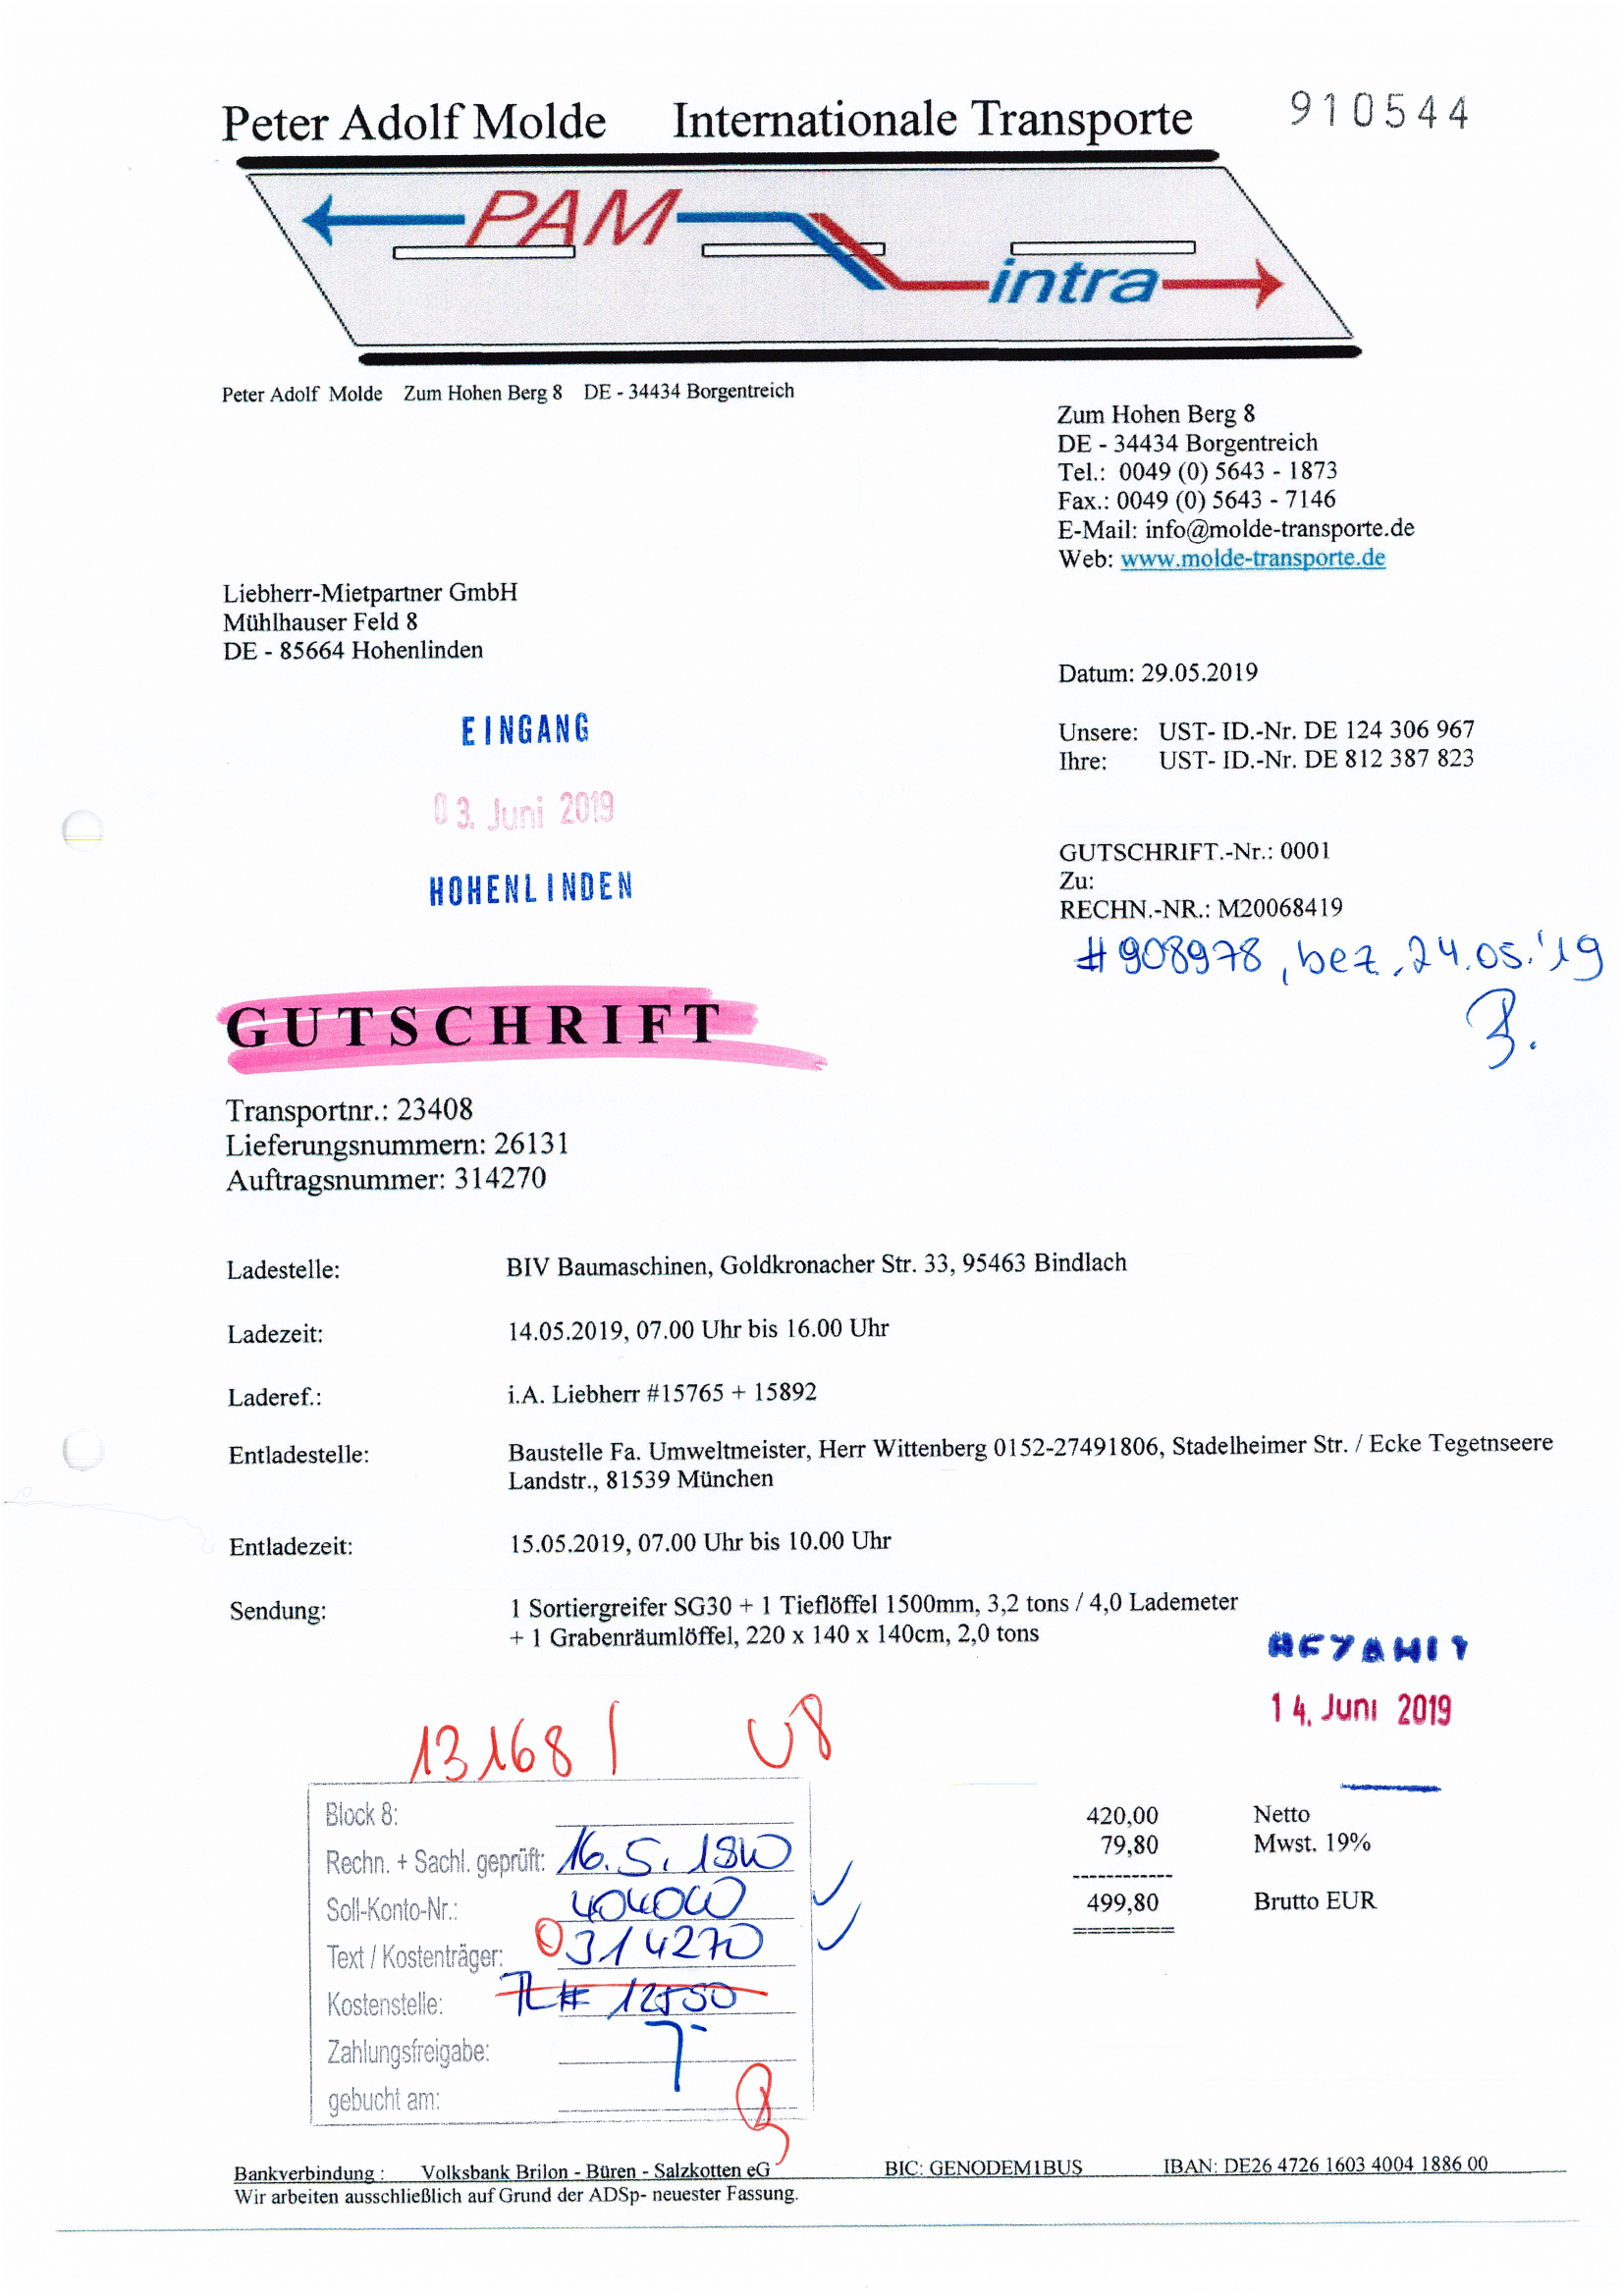 Peter Adolf Molde Internationale Transporte
910544
PAM
intra
Peter Adolf Molde Zum Hohen Berg 8 DE - 34434 Borgentreich
Zum Hohen Berg 8
DE - 34434 Borgentreich
Tel.: 0049 (0) 5643 - 1873
Fax.: 0049 (0) 5643 - 7146
E-Mail: info@molde-transporte.de
Web: www.molde-transporte.de
Liebherr-Mietpartner GmbH
Mühlhauser Feld 8
DE - 85664 Hohenlinden
Datum: 29.05.2019
EINGANG
03. Juni 2019
HOHENLINDEN
Unsere: UST- ID.-Nr. DE 124 306 967
Ihre: UST- ID.-Nr. DE 812 387 823
GUTSCHRIFT.-Nr.: 0001
Zu:
RECHN.-NR.: M20068419
#908978, bez. 24.05.'19
GUTSCHRIFT
Transportnr.: 23408
Lieferungsnummern: 26131
Auftragsnummer: 314270
Ladestelle: BIV Baumaschinen, Goldkronacher Str. 33, 95463 Bindlach
Ladezeit: 14.05.2019, 07.00 Uhr bis 16.00 Uhr
Laderef.: i.A. Liebherr #15765 + 15892
Entladestelle: Baustelle Fa. Umweltmeister, Herr Wittenberg 0152-27491806, Stadelheimer Str. / Ecke Tegetnseere
Landstr., 81539 München
Entladezeit: 15.05.2019, 07.00 Uhr bis 10.00 Uhr
Sendung: 1 Sortiergreifer SG30 + 1 Tieflöffel 1500mm, 3,2 tons / 4,0 Lademeter
+ 1 Grabenräumlöffel, 220 x 140 x 140cm, 2,0 tons
14. Juni 2019
13168 V8
Block 8:
Rechn. + Sachl. geprüft: 16.5.
Soll-Konto-Nr.: 404000
Text / Kostenträger: 314270
Kostenstelle: # 12550
Zahlungsfreigabe:
gebucht am:
420,00 Netto
79,80 Mwst. 19%
------------
499,80 Brutto EUR
=========
Bankverbindung : Volksbank Brilon - Büren - Salzkotten eG BIC: GENODEM1BUS IBAN: DE26 4726 1603 4004 1886 00
Wir arbeiten ausschließlich auf Grund der ADSp- neuester Fassung.